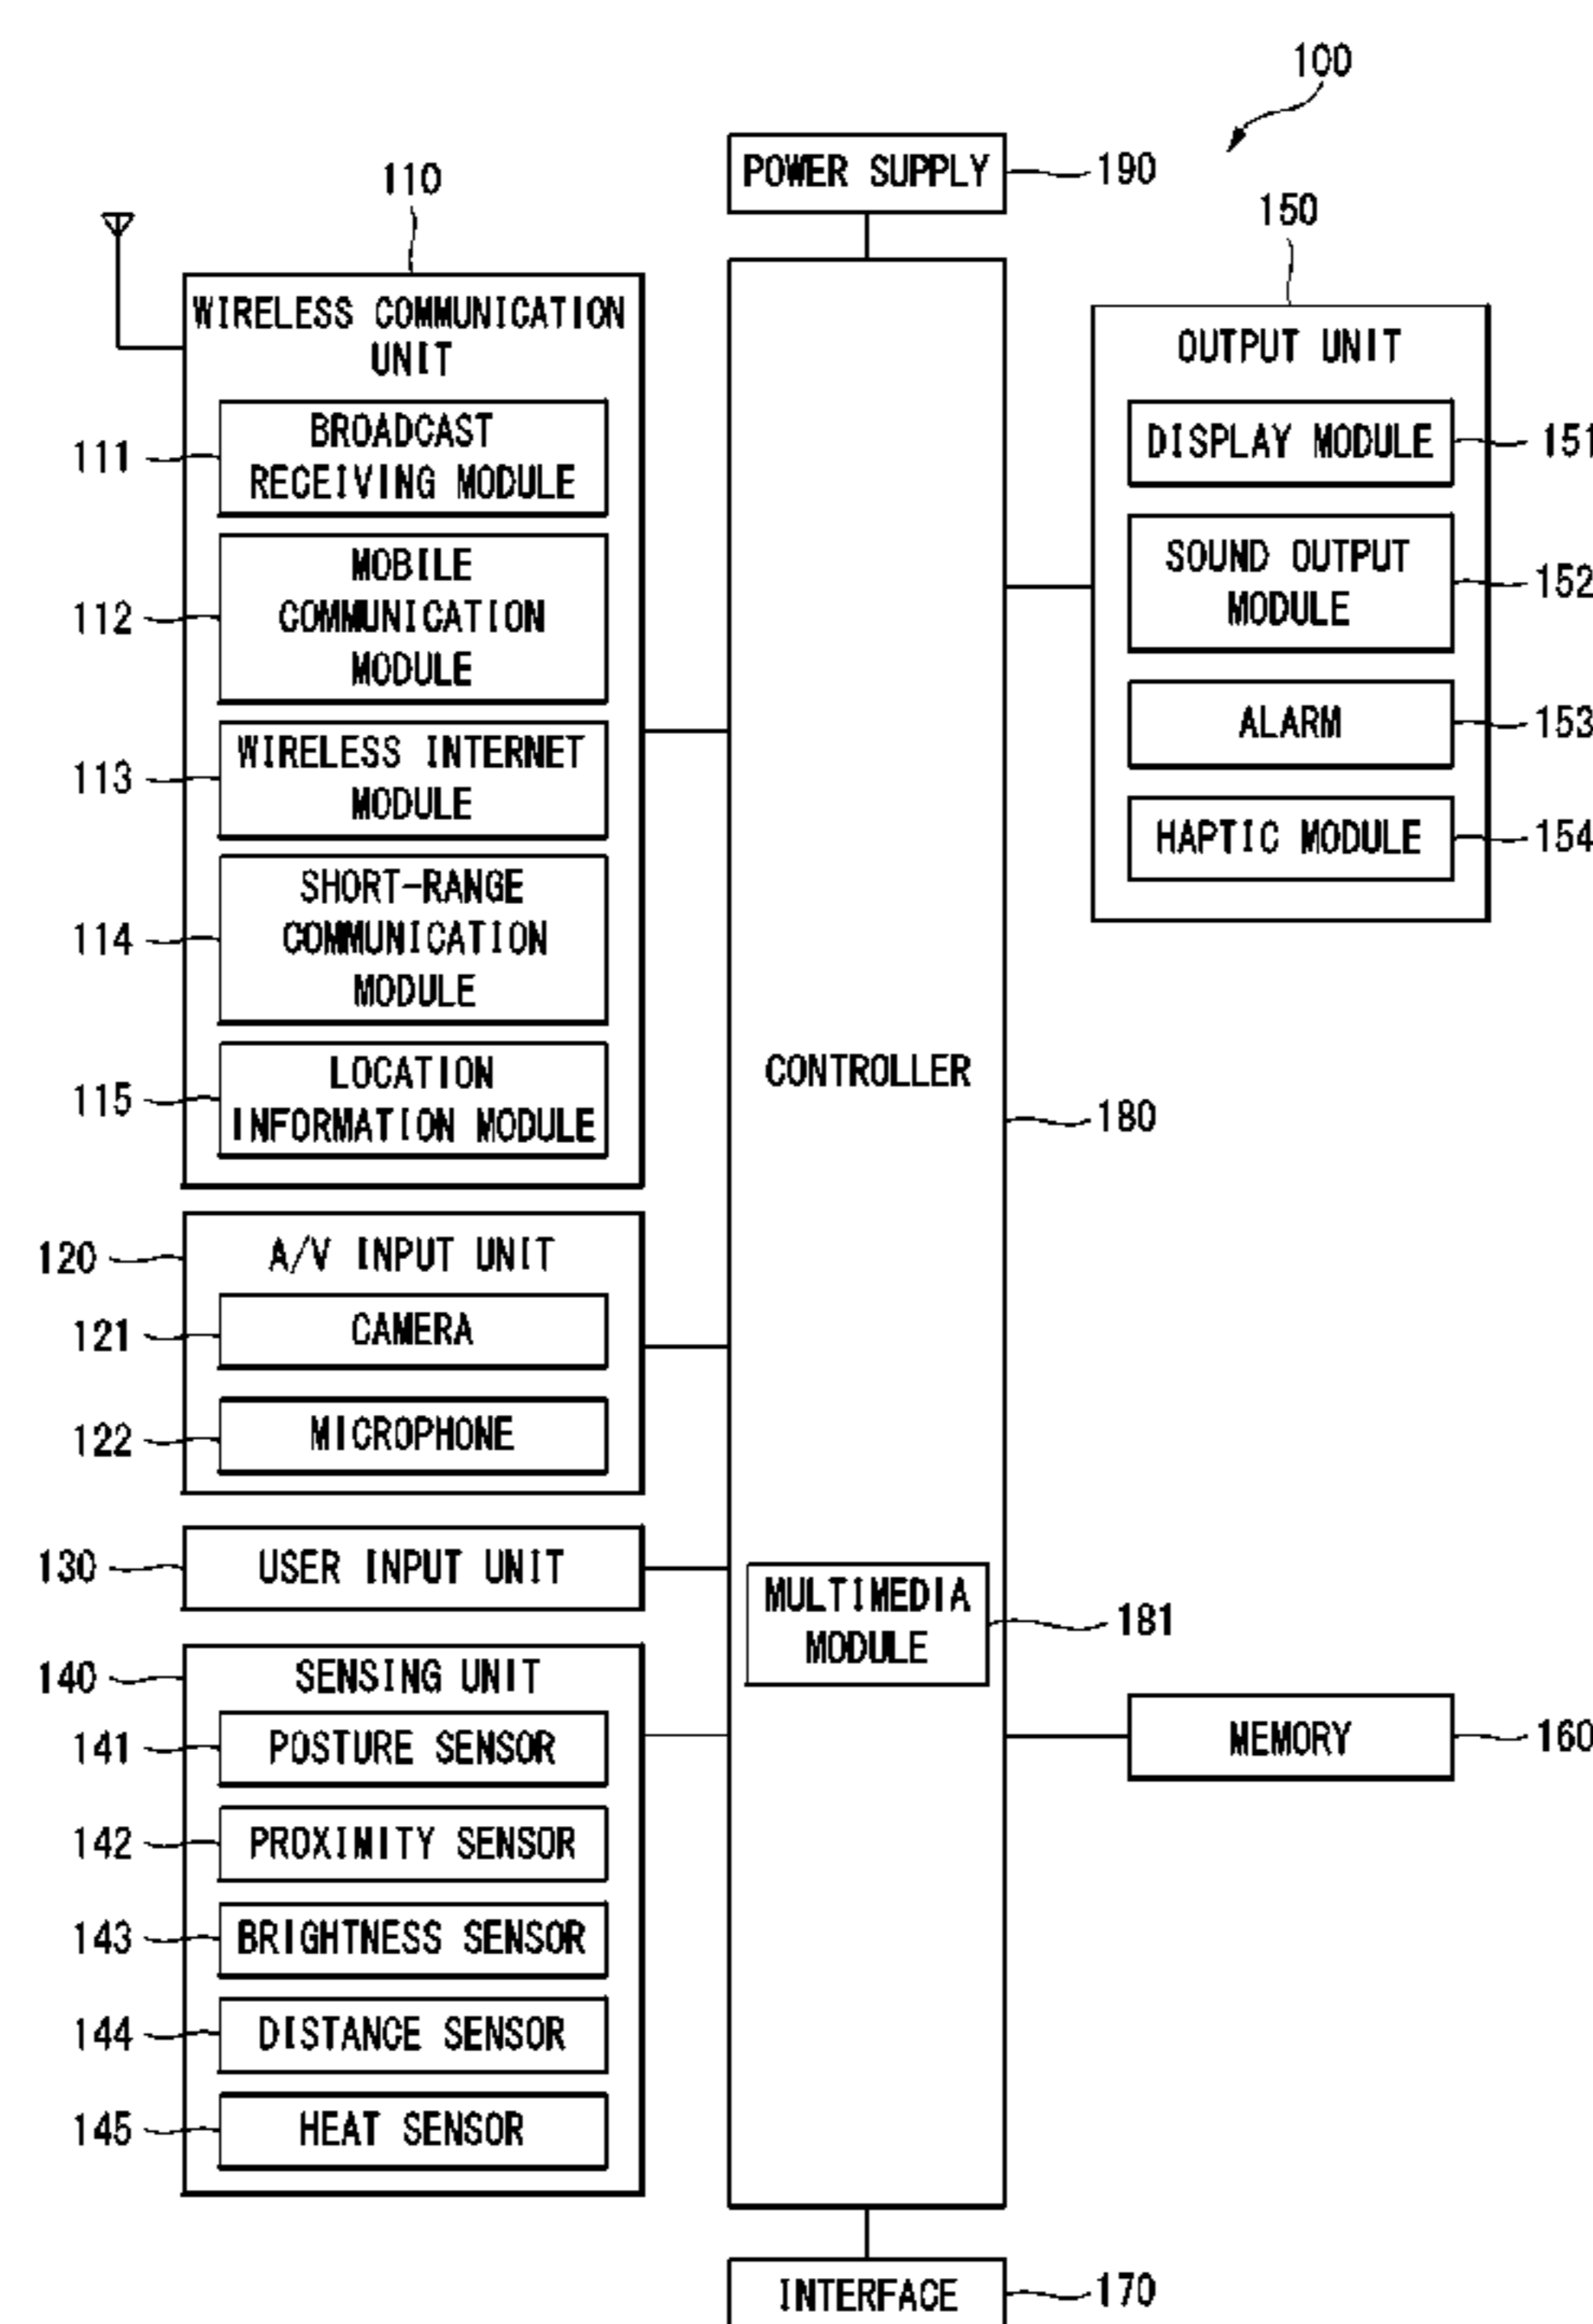 100
POWER SUPPLY
190
110
150
WIRELESS COMMUNICATION
UNIT
111
BROADCAST
RECEIVING MODULE
112
MOBILE
COMMUNICATION
MODULE
113
WIRELESS INTERNET
MODULE
114
SHORT-RANGE
COMMUNICATION
MODULE
115
LOCATION
INFORMATION MODULE
120
A/V INPUT UNIT
121
CAMERA
122
MICROPHONE
130
USER INPUT UNIT
140
SENSING UNIT
141
POSTURE SENSOR
142
PROXIMITY SENSOR
143
BRIGHTNESS SENSOR
144
DISTANCE SENSOR
145
HEAT SENSOR
CONTROLLER
180
MULTIMEDIA
MODULE
181
OUTPUT UNIT
DISPLAY MODULE
151
SOUND OUTPUT
MODULE
152
ALARM
153
HAPTIC MODULE
154
MEMORY
160
INTERFACE
170